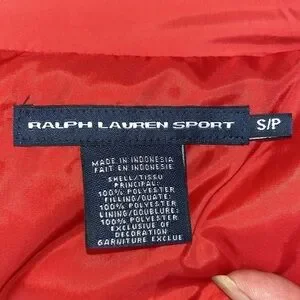 RALPH LAUREN SPORT
S/P
MADE IN INDONESIA
FAIT EN INDONESIE
SHELL/TISSU
PRINCIPAL:
100% POLYESTER
FILLING/OUATE:
100% POLYESTER
LINING/DOUBLURE:
100% POLYESTER
EXCLUSIVE OF
DECORATION
GARNITURE EXCLUE